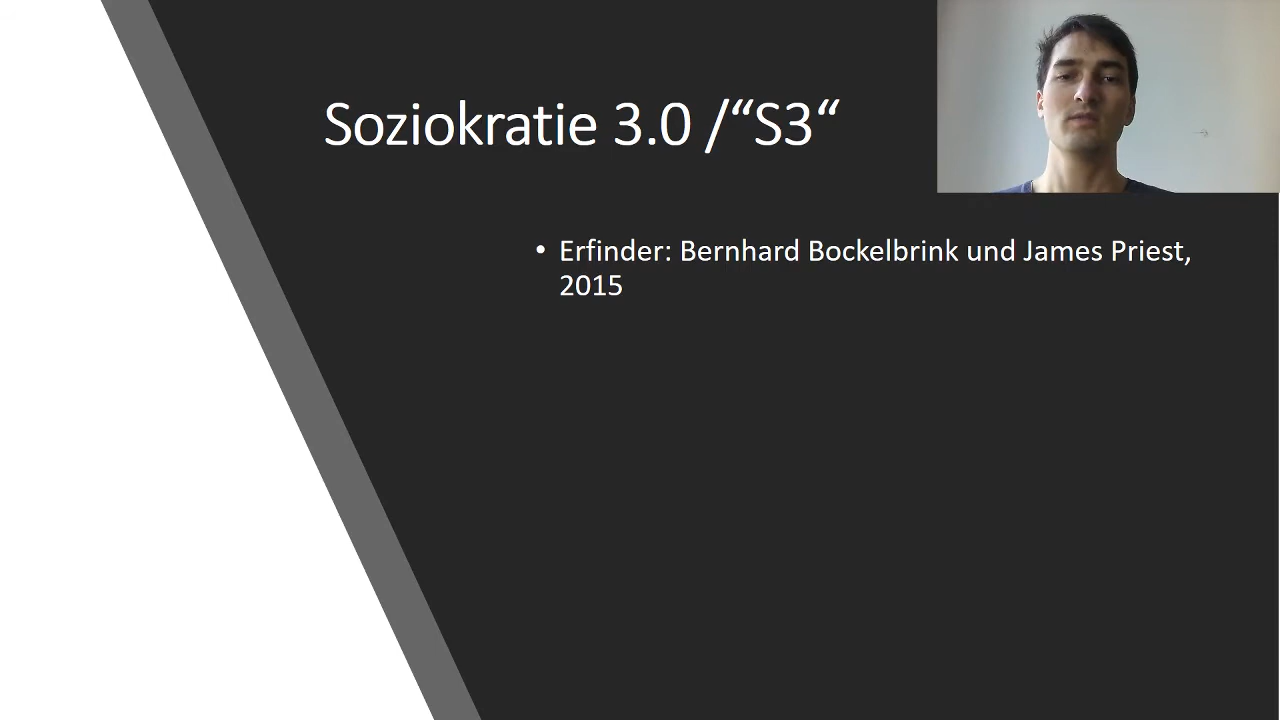 Soziokratie 3.0 /“S3“
• Erfinder: Bernhard Bockelbrink und James Priest,
2015